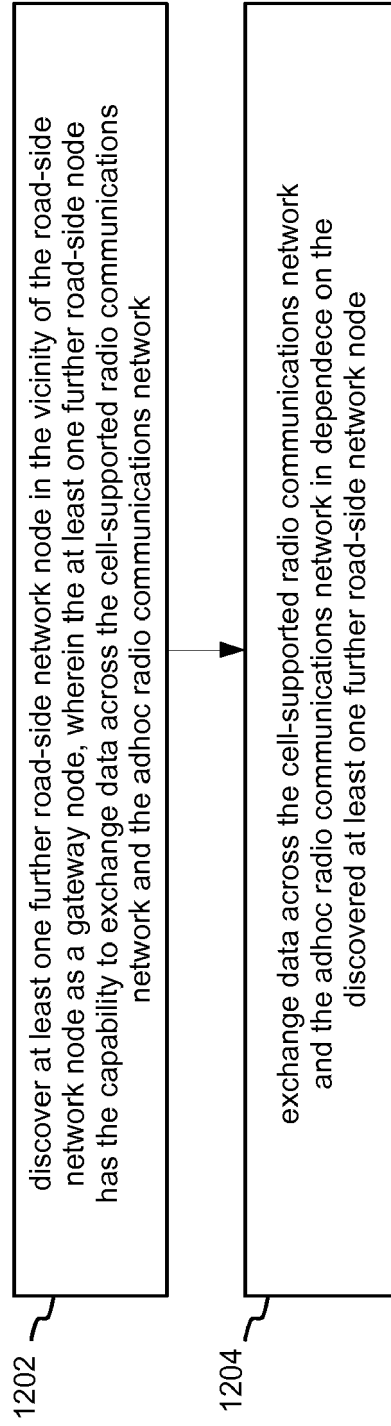 1202
discover at least one further road-side network node in the vicinity of the road-side
network node as a gateway node, wherein the at least one further road-side node
has the capability to exchange data across the cell-supported radio communications
network and the adhoc radio communications network
1204
exchange data across the cell-supported radio communications network
and the adhoc radio communications network in dependece on the
discovered at least one further road-side network node